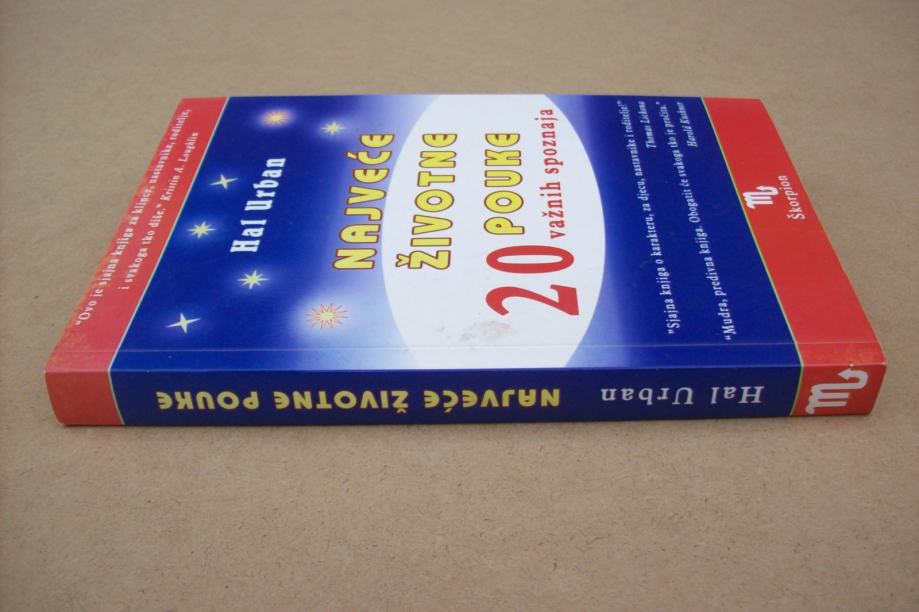 "Ovo je sjajna knjiga za klince, nastavnike, roditelje,
i svakoga tko diše." Kristin A. Loughlin
Hal Urban
NAJVEĆE
ŽIVOTNE
POUKE
20 važnih spoznaja
"Sjajna knjiga o karakteru, za djecu, nastavnike i roditelje!"
Thomas Lickona
"Mudra, predivna knjiga. Obogatit će svakoga tko je pročita."
Harold Kushner
Škorpion
Hal Urban
NAJVEĆE ŽIVOTNE POUKE